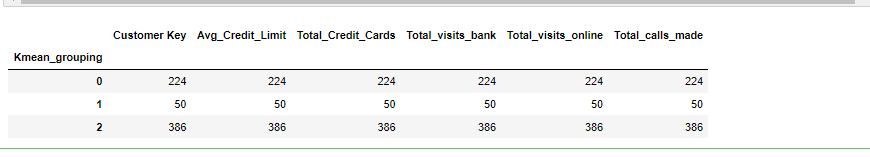 Customer Key Avg_Credit_Limit Total_Credit_Cards Total_visits_bank Total_visits_online Total_calls_made
Kmean_grouping
0 224 224 224 224 224 224
1 50 50 50 50 50 50
2 386 386 386 386 386 386